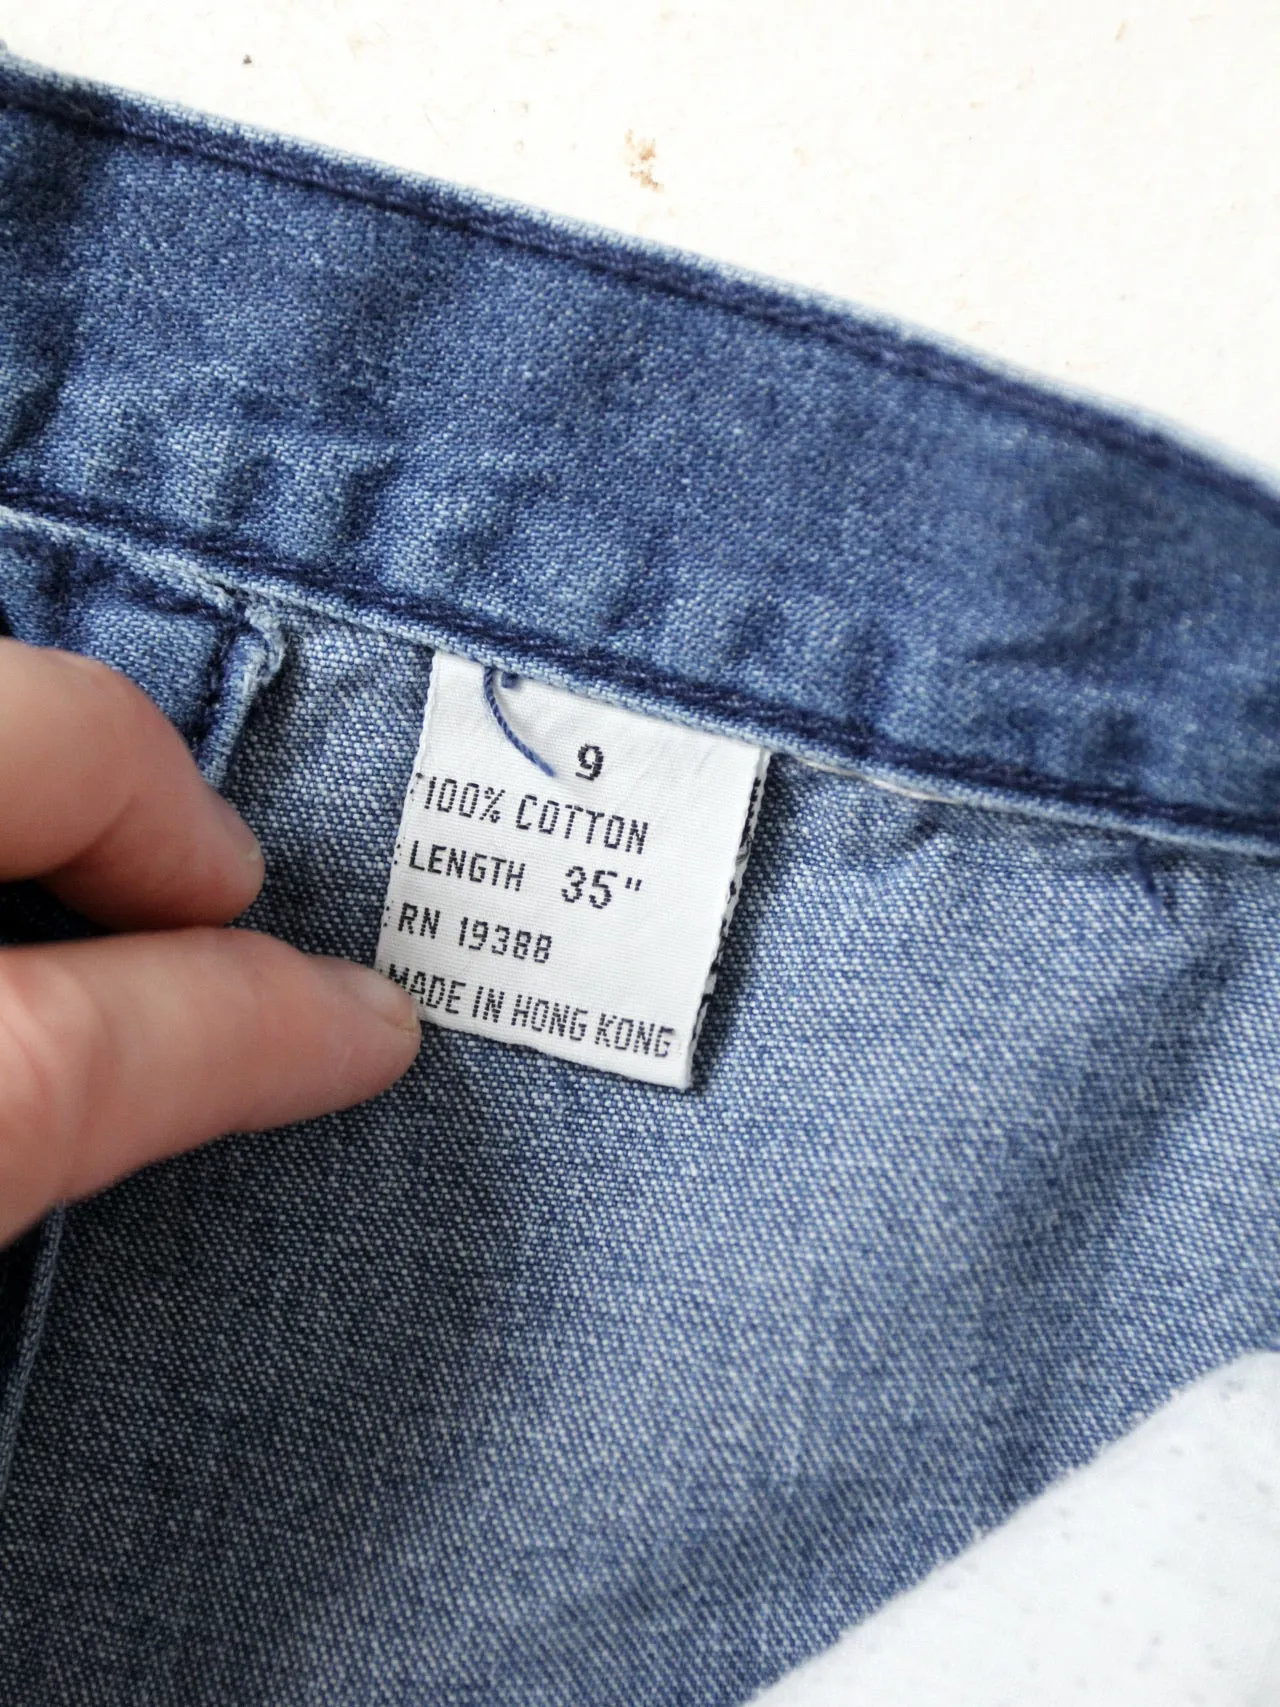 9
100% COTTON
LENGTH 35"
RN 19388
MADE IN HONG KONG